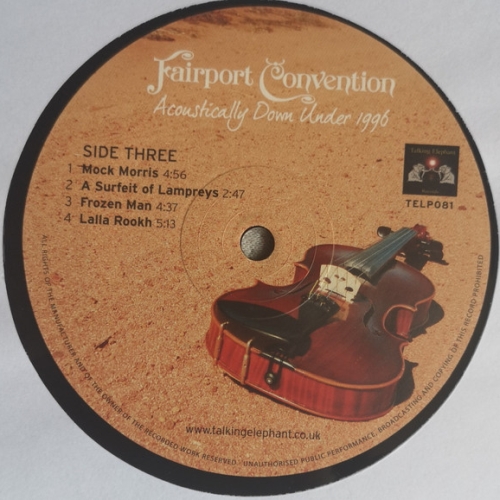 Fairport Convention
Acoustically Down Under 1996
SIDE THREE
1 Mock Morris 4:56
2 A Surfeit of Lampreys 2:47
3 Frozen Man 4:37
4 Lalla Rookh 5:13
Talking Elephant
Records
TELP081
www.talkingelephant.co.uk
ALL RIGHTS OF THE MANUFACTURER AND OF THE OWNER OF THE RECORDED WORK RESERVED · UNAUTHORISED PUBLIC PERFORMANCE, BROADCASTING AND COPYING OF THIS RECORD PROHIBITED